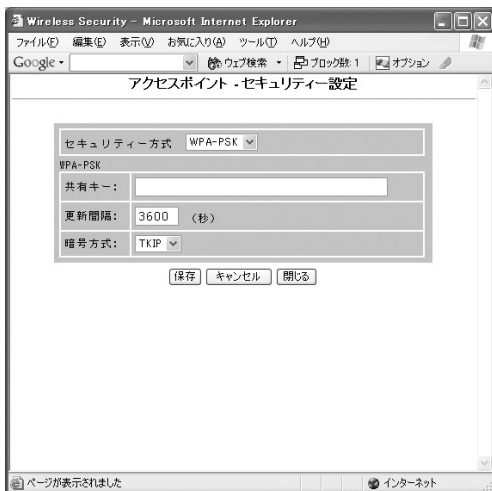 Wireless Security - Microsoft Internet Explorer
ファイル(F) 編集(E) 表示(V) お気に入り(A) ツール(T) ヘルプ(H)
Google ウェブ検索 ブロック数: 1 オプション
アクセスポイント - セキュリティー設定
セキュリティー方式 WPA-PSK
WPA-PSK
共有キー:
更新間隔: 3600 (秒)
暗号方式: TKIP
保存 キャンセル 閉じる
ページが表示されました インターネット